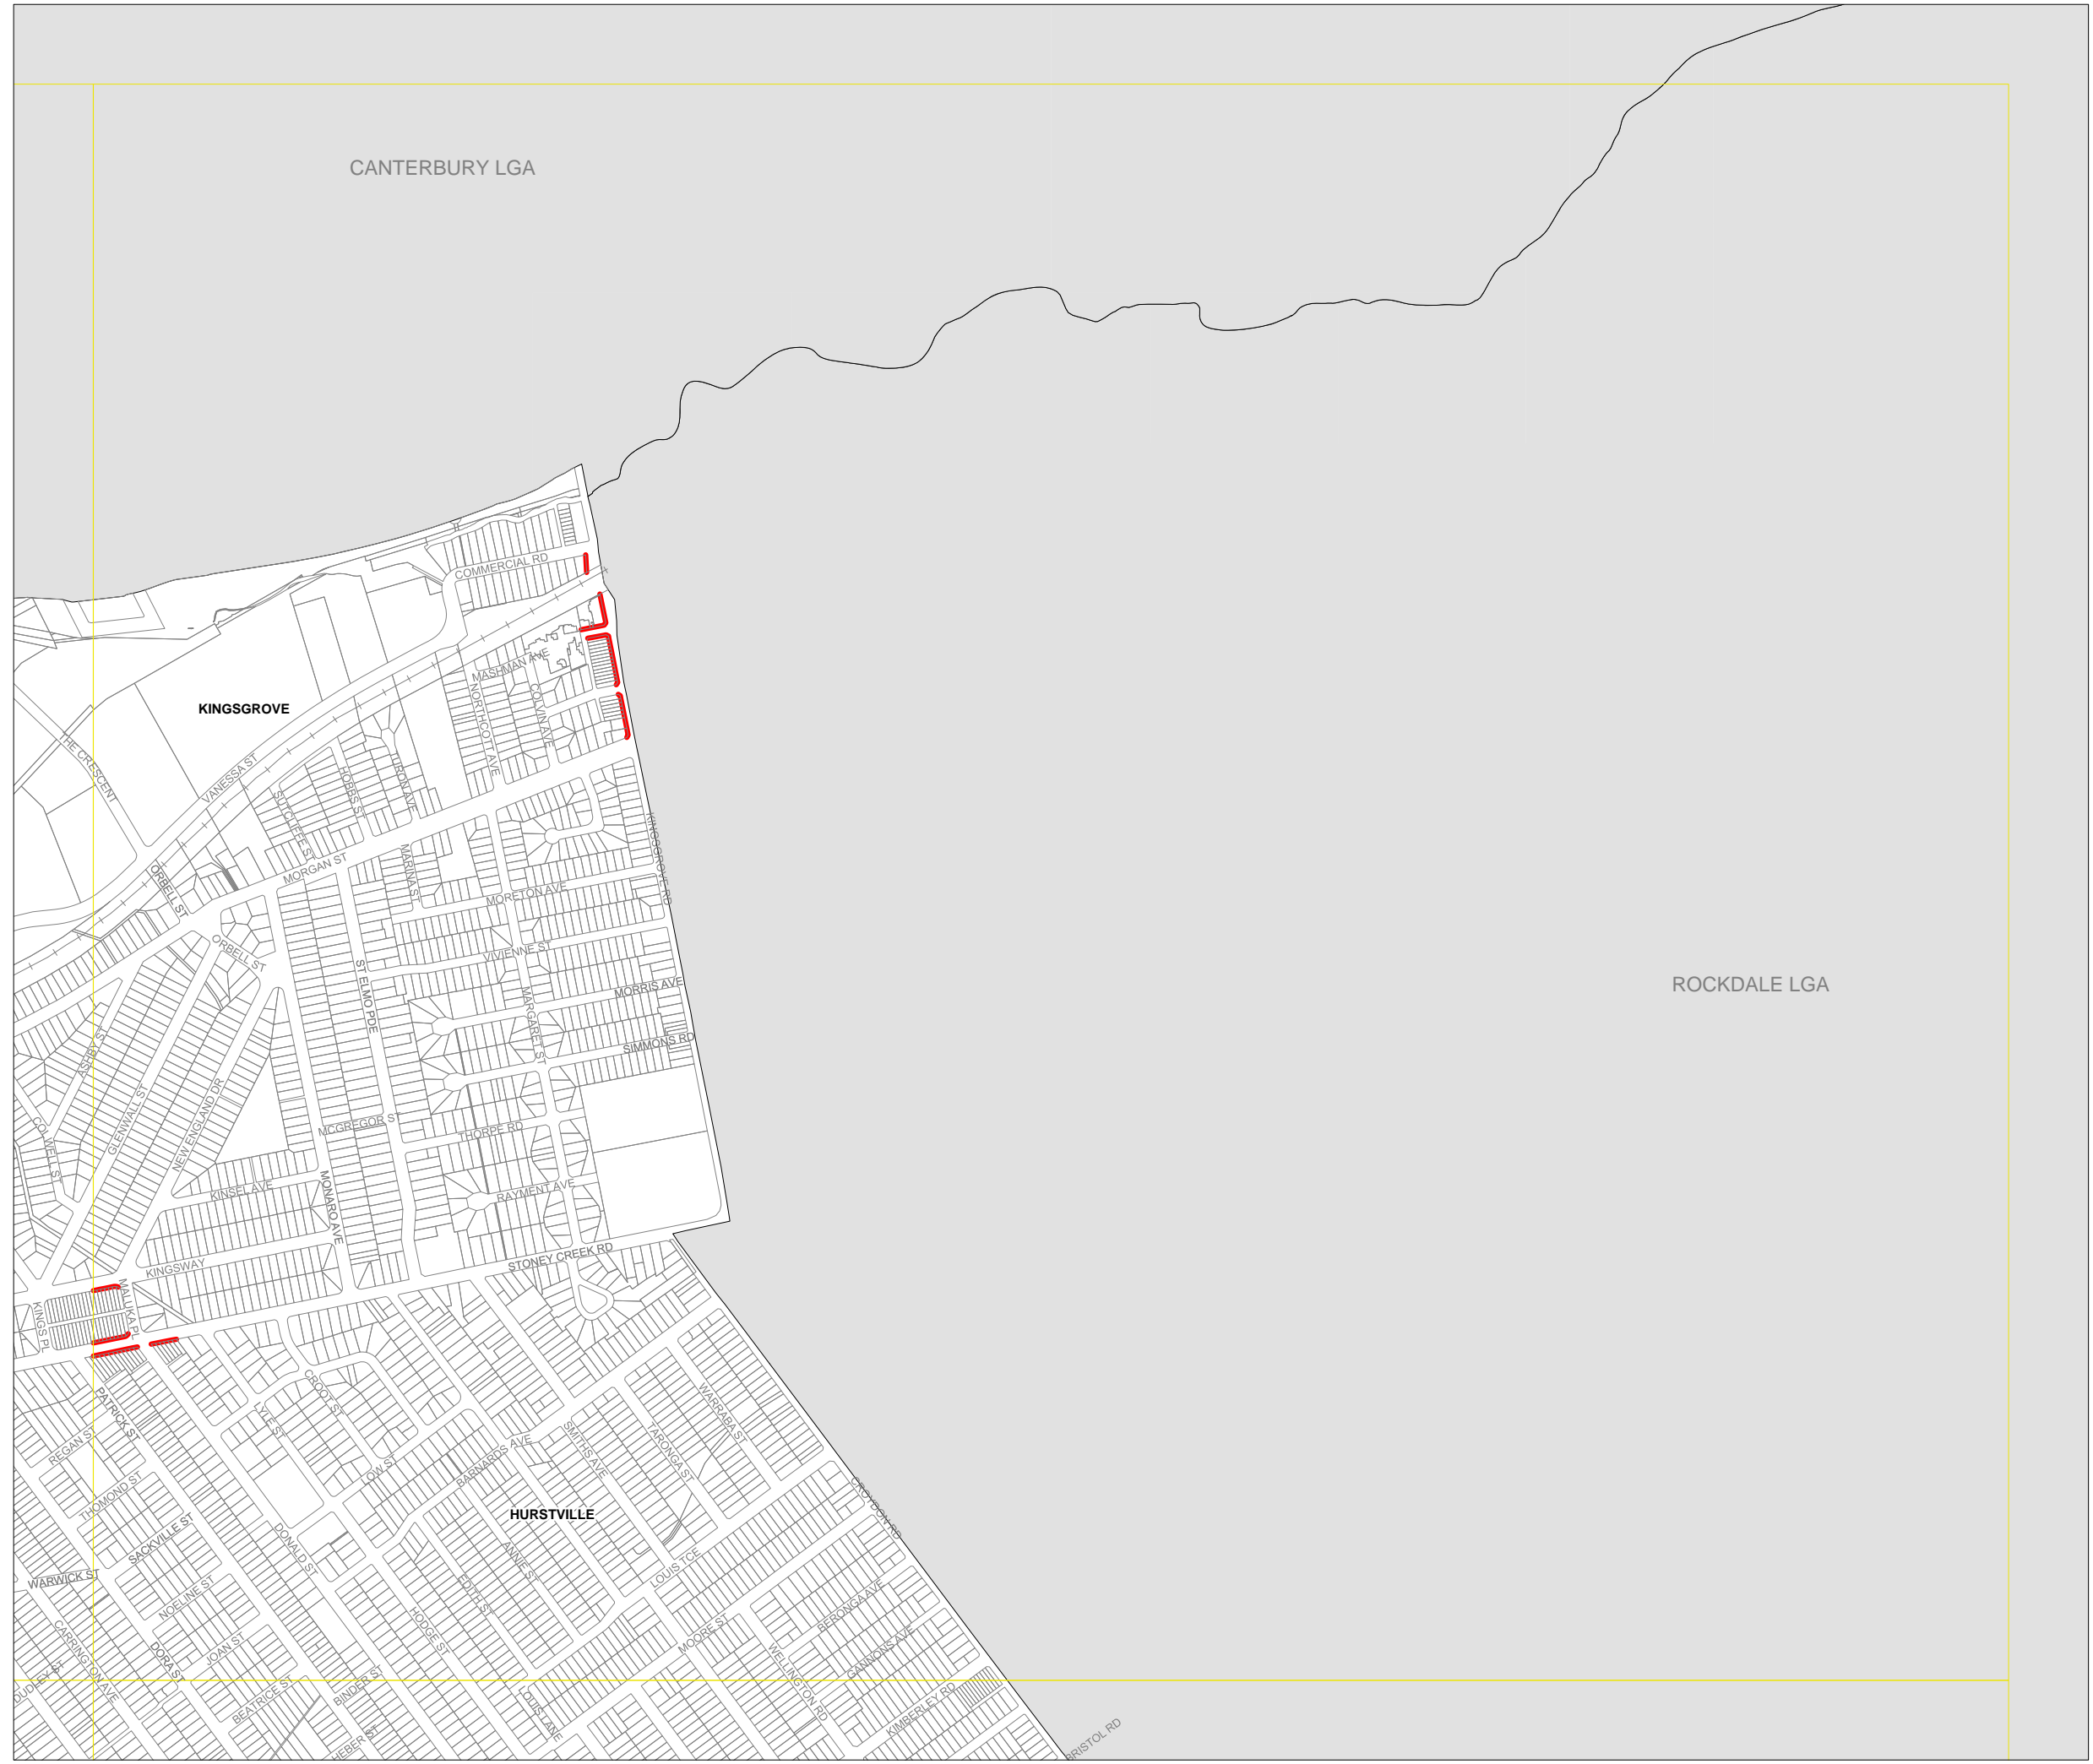 CANTERBURY LGA
COMMERCIAL RD
MASHMAN AVE
KINGSGROVE
NORTHCOTT AVE
COLVIN AVE
THE CRESCENT
VANESSA ST
TURON AVE
HOBBS ST
SUTCLIFFE ST
KINGSGROVE RD
MORGAN ST
MARINA ST
ORBELL ST
MORETON AVE
ORBELL ST
VIVIENNE ST
ST ELMO PDE
MORRIS AVE
ROCKDALE LGA
MARGARET ST
SIMMONS RD
ASHBY ST
GLENWALL ST
NEW ENGLAND DR
COLWELL ST
MCGREGOR ST
THORPE RD
KINSEL AVE
MONARO AVE
RAYMENT AVE
STONEY CREEK RD
KINGSWAY
MALUKA PL
KINGS PL
CROOT ST
PATRICK ST
LYLE ST
WARRABA ST
REGAN ST
SMITHS AVE
TARONGA ST
BARNARDS AVE
LOW ST
THOMOND ST
CROYDON RD
HURSTVILLE
SACKVILLE ST
DONALD ST
ANNIE ST
LOUIS TCE
WARWICK ST
EDITH ST
NOELINE ST
BERONGA AVE
HODGE ST
MOORE ST
CARRINGTON AVE
JOAN ST
DORA ST
GANNONS AVE
WELLINGTON RD
DUDLEY ST
BINDER ST
BEATRICE ST
LOUIS LANE
KIMBERLEY RD
HEBER ST
BRISTOL RD